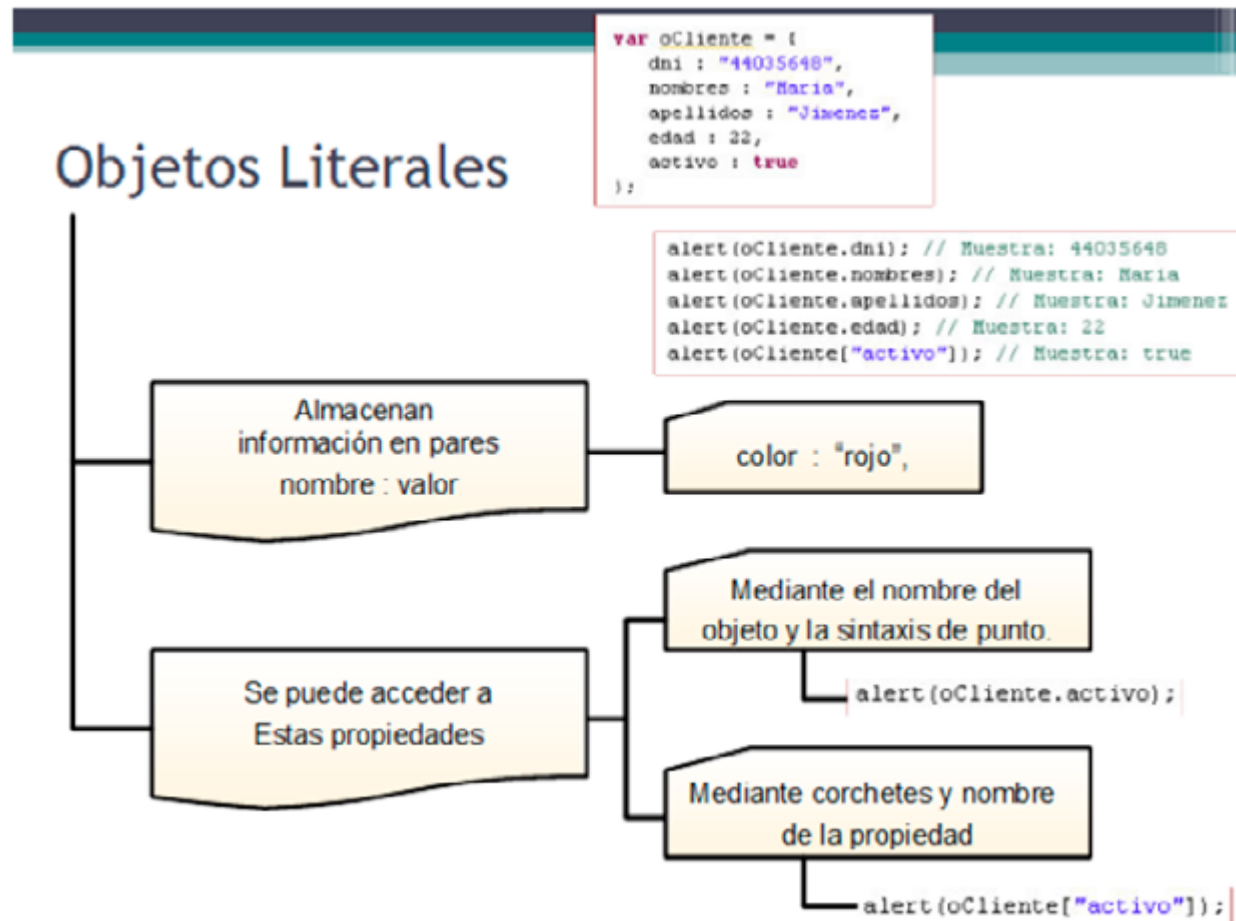 var oCliente = {
dni : "44035648",
nombres : "Maria",
apellidos : "Jimenez",
edad : 22,
activo : true
};
Objetos Literales
alert(oCliente.dni); // Muestra: 44035648
alert(oCliente.nombres); // Muestra: Maria
alert(oCliente.apellidos); // Muestra: Jimenez
alert(oCliente.edad); // Muestra: 22
alert(oCliente["activo"]); // Muestra: true
Almacenan
información en pares
nombre : valor
color : "rojo",
Mediante el nombre del
objeto y la sintaxis de punto.
alert(oCliente.activo);
Se puede acceder a
Estas propiedades
Mediante corchetes y nombre
de la propiedad
alert(oCliente["activo"]);